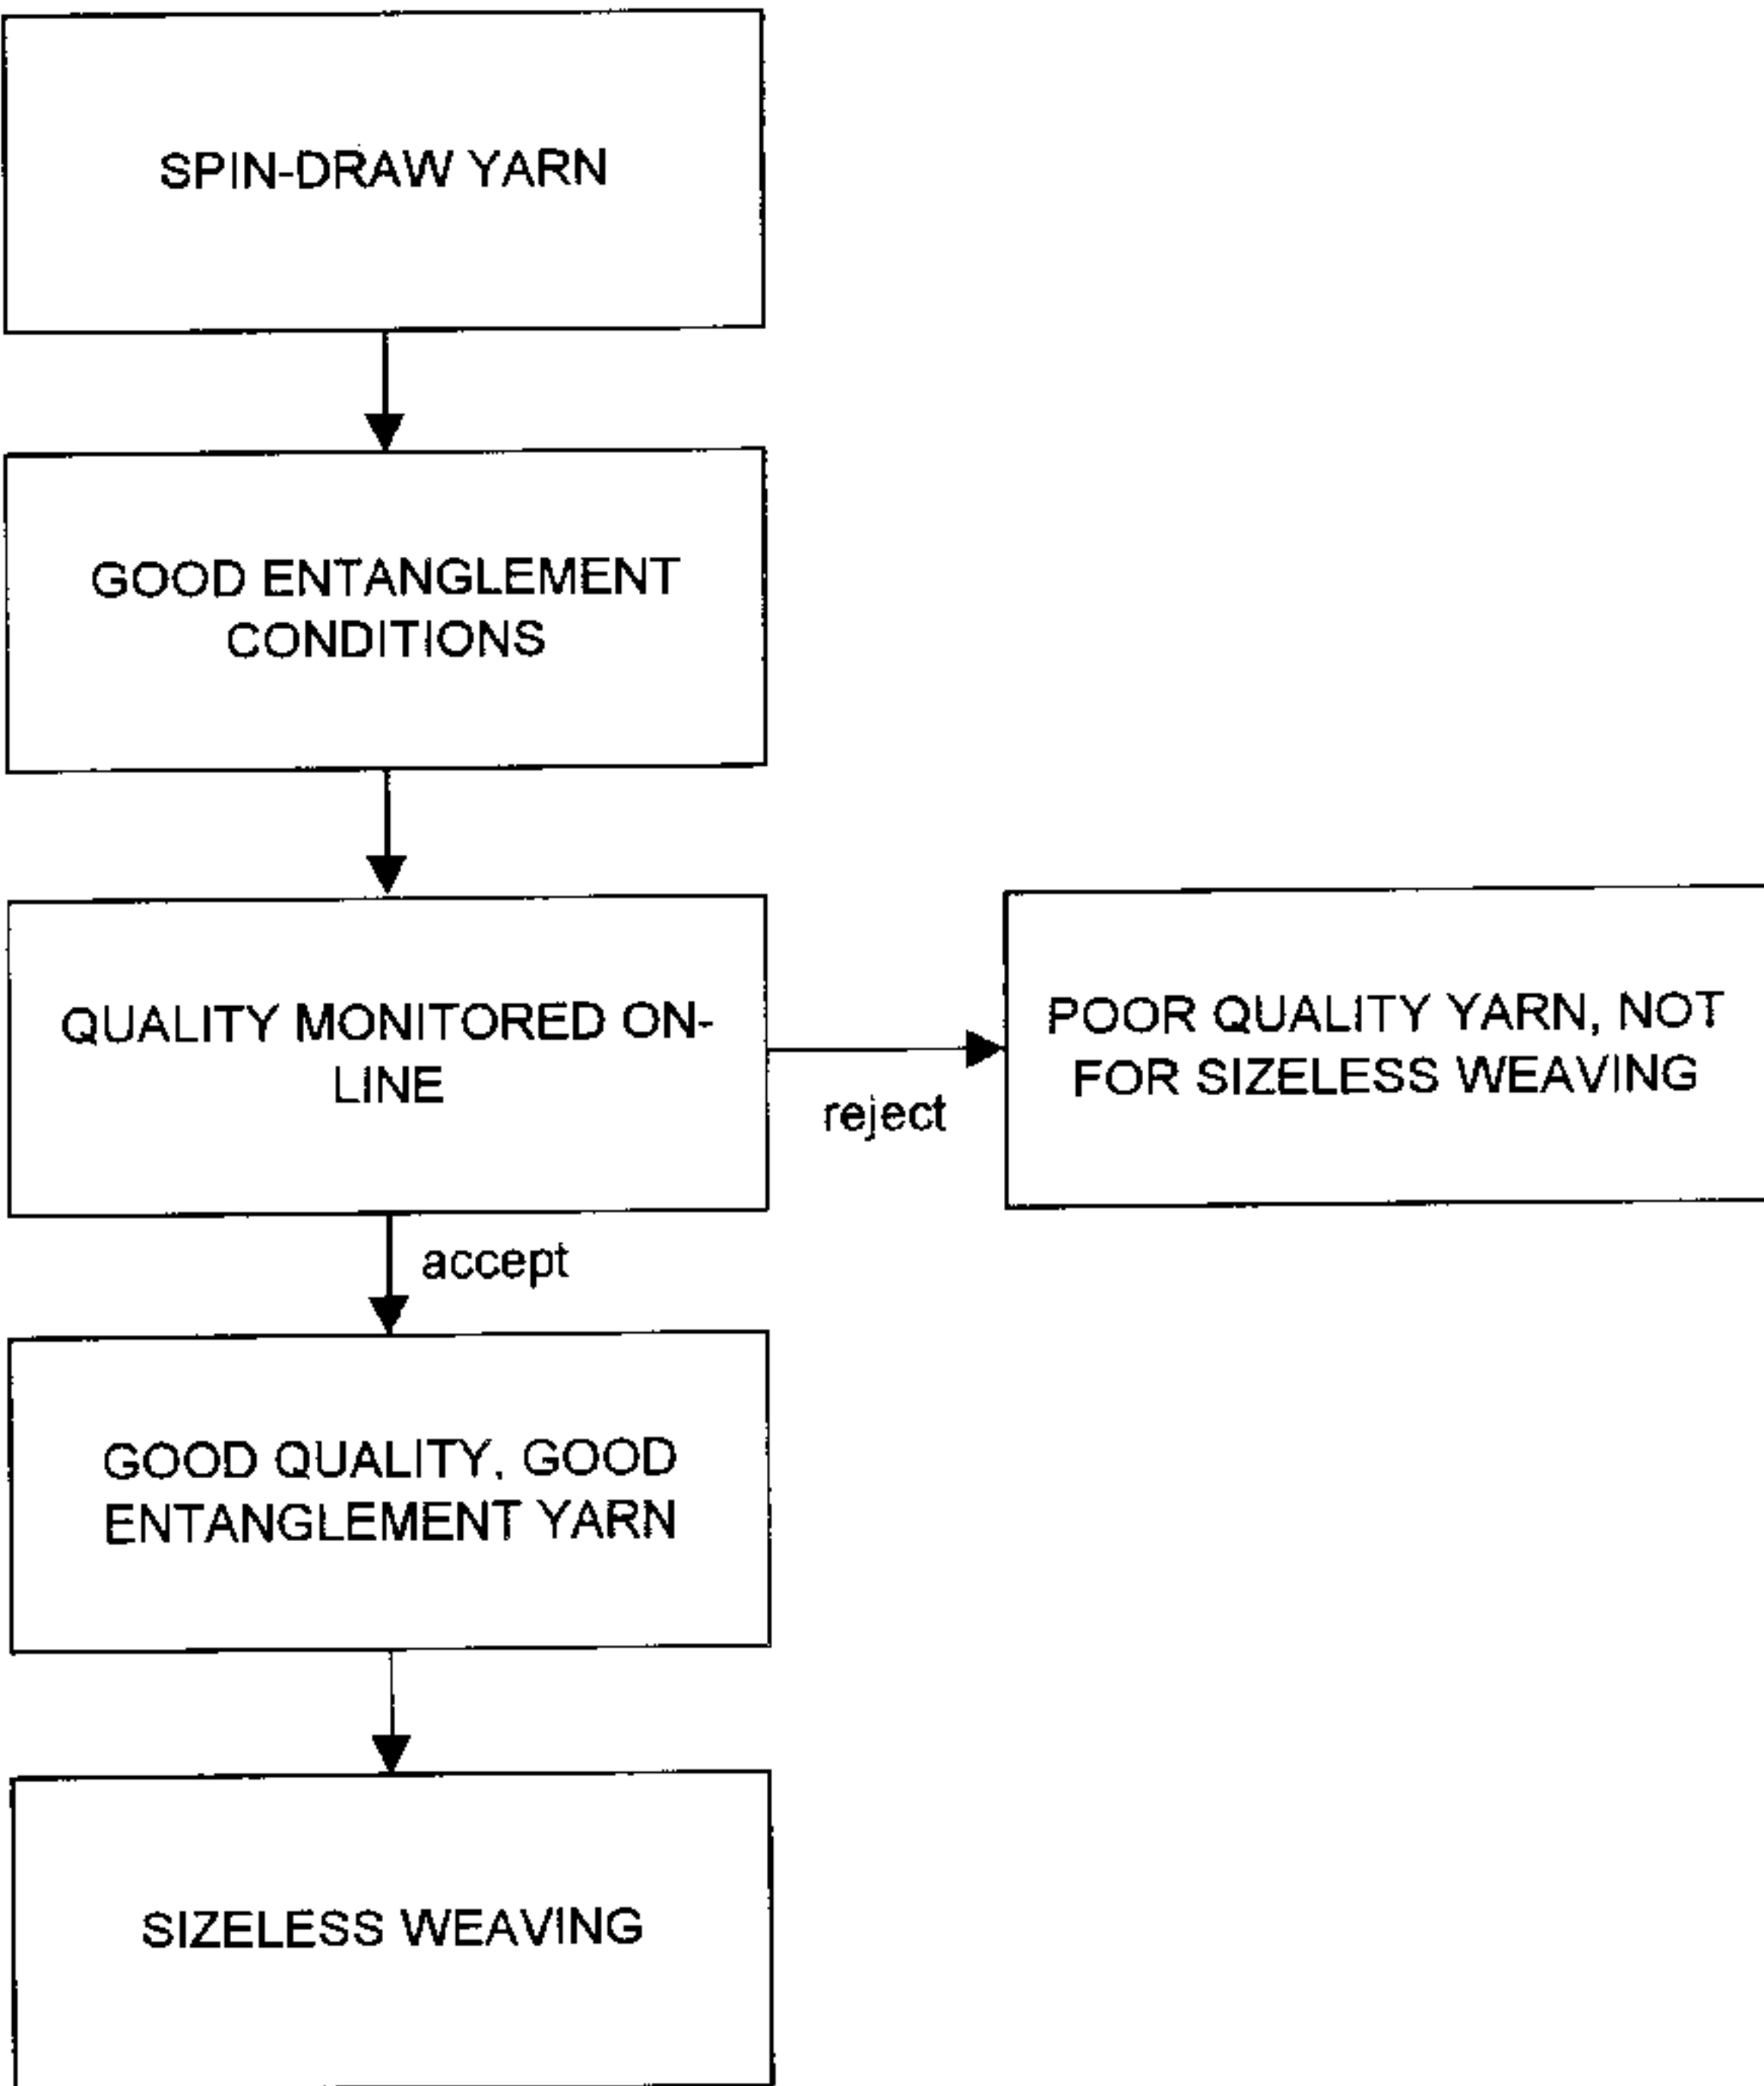 SPIN-DRAW YARN
GOOD ENTANGLEMENT
CONDITIONS
QUALITY MONITORED ON-
LINE
reject
POOR QUALITY YARN, NOT
FOR SIZELESS WEAVING
accept
GOOD QUALITY, GOOD
ENTANGLEMENT YARN
SIZELESS WEAVING